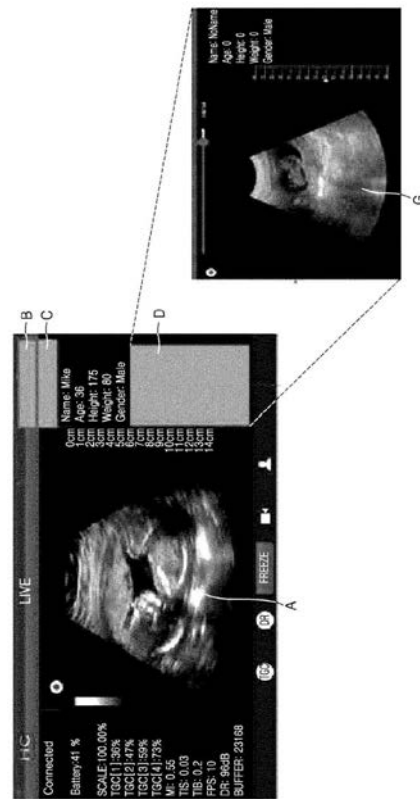 HC
LIVE
B
C
Connected
Battery:41 %
SCALE:100.00%
TGC[1]:36%
TGC[2]:47%
TGC[3]:59%
TGC[4]:73%
MI: 0.55
TIS: 0.03
TIB: 0.2
FPS: 10
DR: 96dB
BUFFER: 23168
Name: Mike
Age: 36
Height: 175
Weight: 80
Gender: Male
0cm
1cm
2cm
3cm
4cm
5cm
6cm
7cm
8cm
9cm
10cm
11cm
12cm
13cm
14cm
D
TGC
DR
FREEZE
A
Name: NoName
Age: 0
Height: 0
Weight: 0
Gender: Male
G